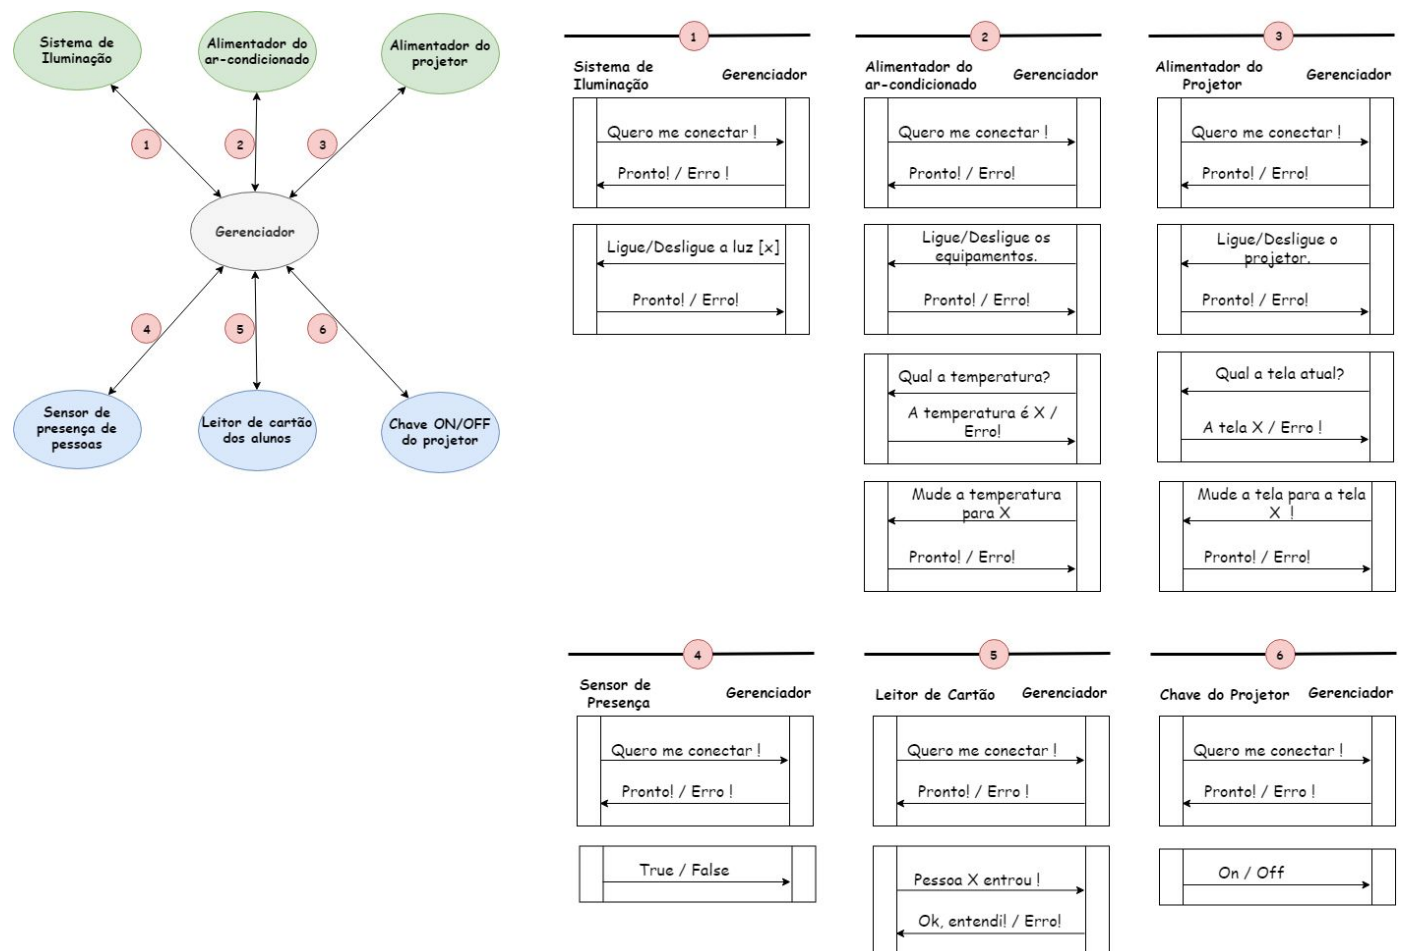 Sistema de
Iluminação
Alimentador do
ar-condicionado
Alimentador do
projetor
1
2
3
Gerenciador
4
5
6
Sensor de
presença de
pessoas
Leitor de cartão
dos alunos
Chave ON/OFF
do projetor
1
Sistema de
Iluminação
Gerenciador
Quero me conectar !
Pronto! / Erro !
Ligue/Desligue a luz [x]
Pronto! / Erro!
2
Alimentador do
ar-condicionado
Gerenciador
Quero me conectar !
Pronto! / Erro!
Ligue/Desligue os
equipamentos.
Pronto! / Erro!
Qual a temperatura?
A temperatura é X /
Erro!
Mude a temperatura
para X
Pronto! / Erro!
3
Alimentador do
Projetor
Gerenciador
Quero me conectar !
Pronto! / Erro!
Ligue/Desligue o
projetor.
Pronto! / Erro!
Qual a tela atual?
A tela X / Erro !
Mude a tela para a tela
X !
Pronto! / Erro!
4
Sensor de
Presença
Gerenciador
Quero me conectar !
Pronto! / Erro !
True / False
5
Leitor de Cartão
Gerenciador
Quero me conectar !
Pronto! / Erro !
Pessoa X entrou !
Ok, entendi! / Erro!
6
Chave do Projetor
Gerenciador
Quero me conectar !
Pronto! / Erro !
On / Off